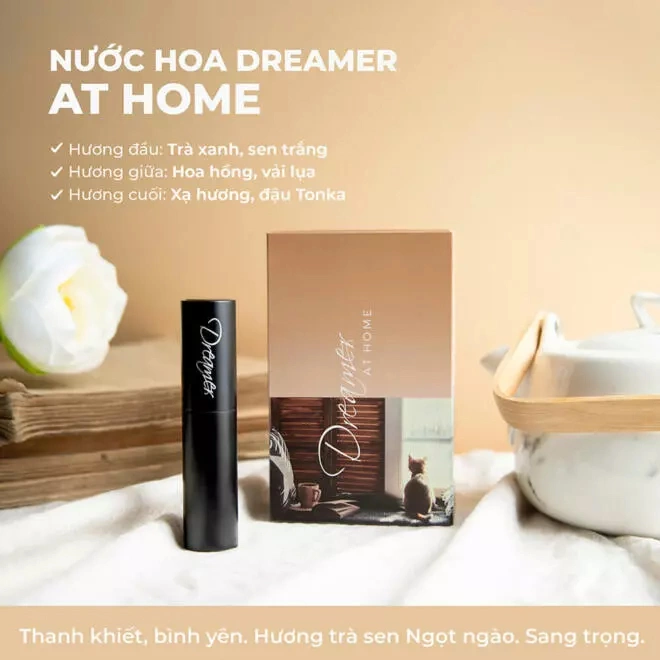 NƯỚC HOA DREAMER
AT HOME
Hương đầu: Trà xanh, sen trắng
Hương giữa: Hoa hồng, vải lụa
Hương cuối: Xạ hương, đậu Tonka
Dreamer
Dreamer
AT HOME
Thanh khiết, bình yên. Hương trà sen Ngọt ngào. Sang trọng.